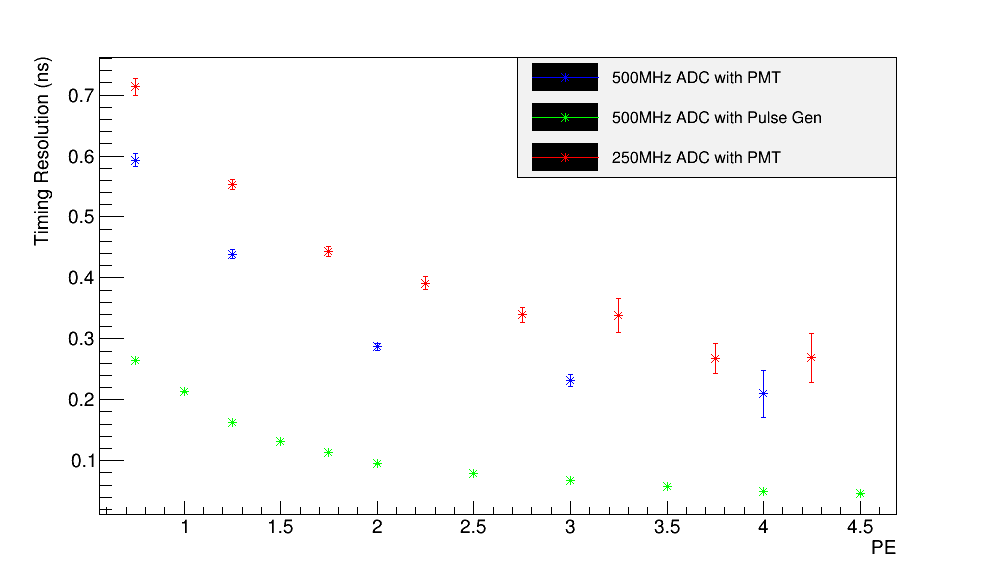 Timing Resolution (ns)
0.7
0.6
0.5
0.4
0.3
0.2
0.1
500MHz ADC with PMT
500MHz ADC with Pulse Gen
250MHz ADC with PMT
1 1.5 2 2.5 3 3.5 4 4.5
PE